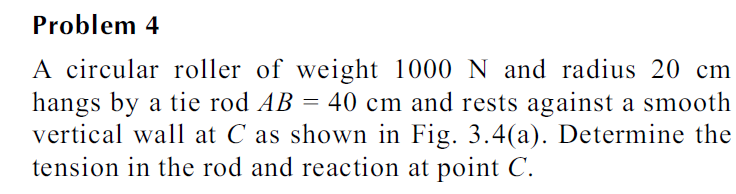 Problem 4
A circular roller of weight 1000 N and radius 20 cm
hangs by a tie rod AB = 40 cm and rests against a smooth
vertical wall at C as shown in Fig. 3.4(a). Determine the
tension in the rod and reaction at point C.